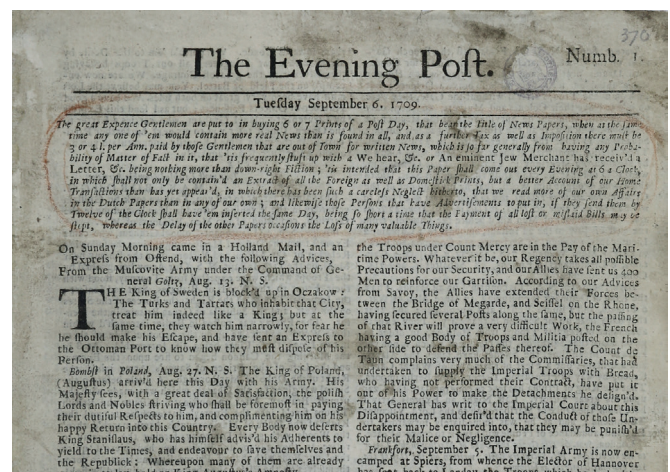 376
The Evening Post.
Numb. 1.
Tuesday September 6. 1709.
The great Expence Gentlemen are put to in buying 6 or 7 Prints of a Post Day, that bear the Title of News Papers, when at the same
time any one of 'em would contain more real News than is found in all, and as a further Tax as well as Imposition there must be
3 or 4 l. per Ann. paid by those Gentlemen that are out of Town for written News, which is so far generally from having any Proba-
bility of Matter of Fact in it, that 'tis frequently stuft up with a We hear, &c. or An eminent Jew Merchant has receiv'd a
Letter, &c. being nothing more than down-right Fiction; 'tis intended that this Paper shall come out every Evening at 6 a Clock,
in which shall not only be contain'd an Extract of all the Foreign as well as Domestick Prints, but a better Account of our Home
Transactions than has yet appear'd, in which there has been such a careless Neglect hitherto, that we read more of our own Affairs
in the Dutch Papers than in any of our own; and likewise those Persons that have Advertisements to put in, if they send them by
Twelve of the Clock shall have 'em inserted the same Day, being so short a time that the Payment of all lost or mislaid Bills may be
stopt, whereas the Delay of the other Papers occasions the Loss of many valuable Things.
On Sunday Morning came in a Holland Mail, and an
Express from Ostend, with the following Advices,
From the Muscovite Army under the Command of Ge-
neral Goltz, Aug. 13. N. S.
THE King of Sweden is block'd up in Oczakow:
The Turks and Tartars who inhabit that City,
treat him indeed like a King; but at the
same time, they watch him narrowly, for fear he
he should make his Escape, and have sent an Express to
the Ottoman Port to know how they must dispose of his
Person.
Bombst in Poland, Aug. 27. N. S. The King of Poland,
(Augustus) arriv'd here this Day with his Army. His
Majesty sees, with a great deal of Satisfaction, the polish
Lords and Nobles striving who shall be foremost in paying
their dutiful Respects to him, and complimenting him on his
happy Return into this Country. Every Body now deserts
King Stanislaus, who has himself advis'd his Adherents to
yield to the Times, and endeavour to save themselves and
the Republick: Whereupon many of them are already
the Troops under Count Mercy are in the Pay of the Mari-
time Powers. Whatever it be, our Regency takes all possible
Precautions for our Security, and our Allies have sent us 400
Men to reinforce our Garrison. According to our Advices
from Savoy, the Allies have extended their Forces be-
tween the Bridge of Megarde, and Seissel on the Rhone,
having secured several Posts along the same, but the passing
of that River will prove a very difficult Work, the French
having a good Body of Troops and Militia posted on the
other side to defend the Passes thereof. The Count de
Taun complains very much of the Commissaries, that had
undertaken to supply the Imperial Troops with Bread,
who having not performed their Contract, have put it
out of his Power to make the Detachments he design'd.
That General has writ to the Imperial Court about this
Disappointment, and desir'd that the Conduct of those Un-
dertakers may be enquired into, that they may be punish'd
for their Malice or Negligence.
Frankfort, September 5. The Imperial Army is now en-
camped at Spiers, from whence the Elector of Hannover